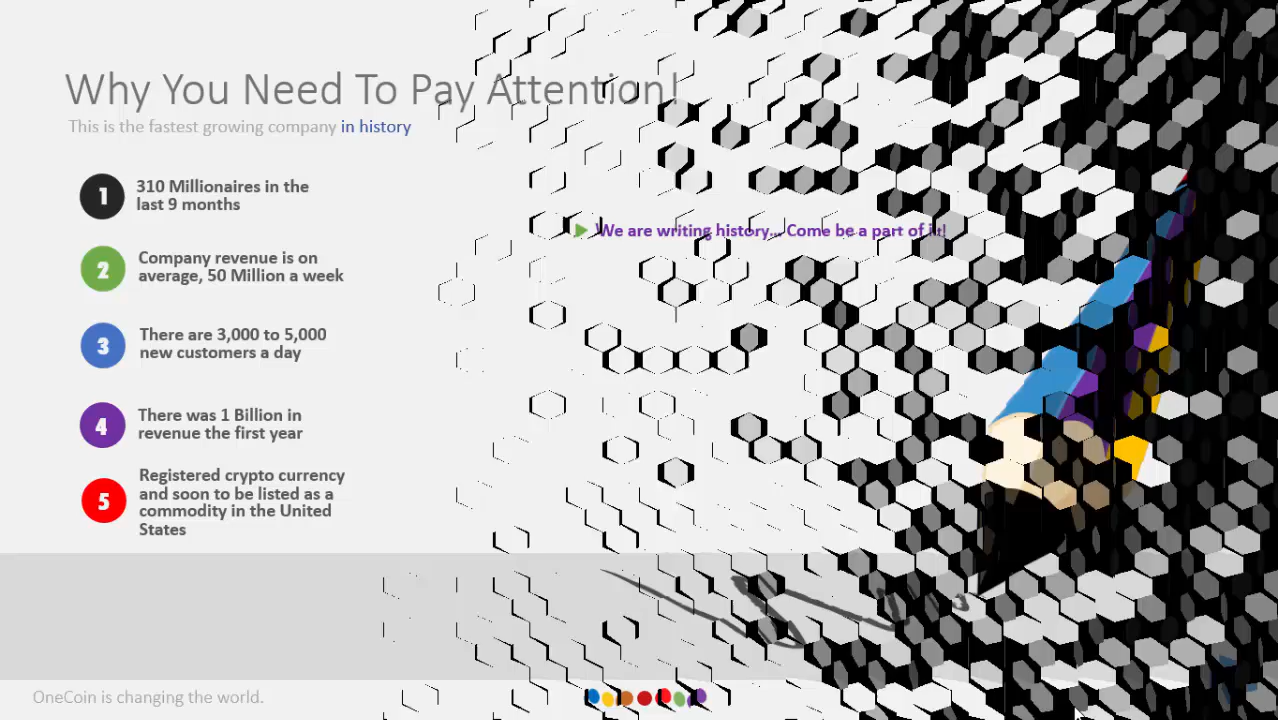 Why You Need To Pay Attention!
This is the fastest growing company in history
1
310 Millionaires in the
last 9 months
We are writing history... Come be a part of it!
2
Company revenue is on
average, 50 Million a week
3
There are 3,000 to 5,000
new customers a day
4
There was 1 Billion in
revenue the first year
5
Registered crypto currency
and soon to be listed as a
commodity in the United
States
OneCoin is changing the world.